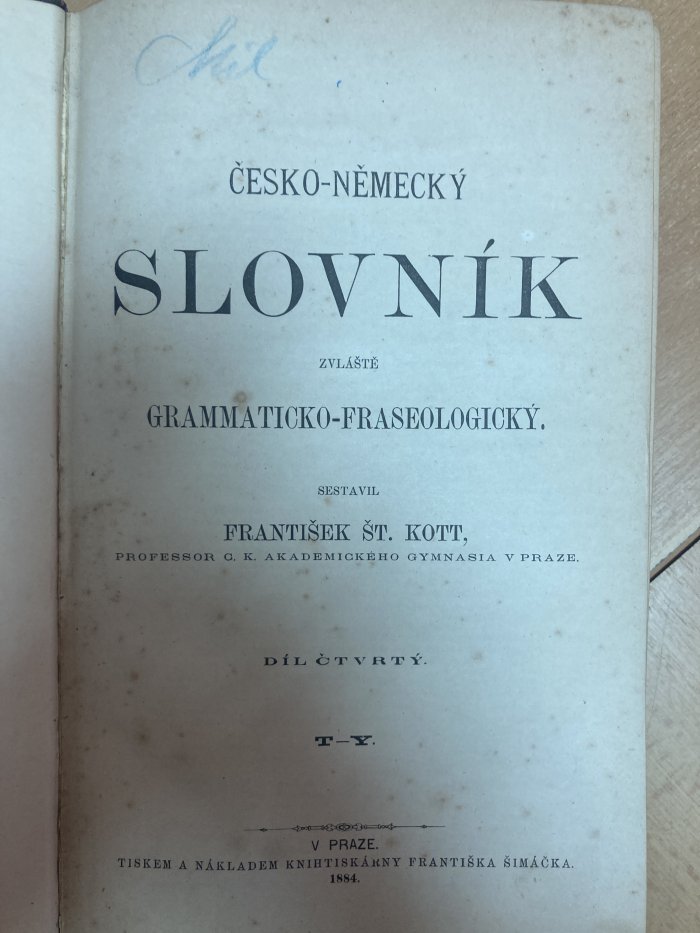 ČESKO-NĚMECKÝ
SLOVNÍK
ZVLÁŠTĚ
GRAMMATICKO-FRASEOLOGICKÝ.
SESTAVIL
FRANTIŠEK ŠT. KOTT,
PROFESSOR C. K. AKADEMICKÉHO GYMNASIA V PRAZE.
DÍL ČTVRTÝ.
T–Y.
V PRAZE.
TISKEM A NÁKLADEM KNIHTISKÁRNY FRANTIŠKA ŠIMÁČKA.
1884.